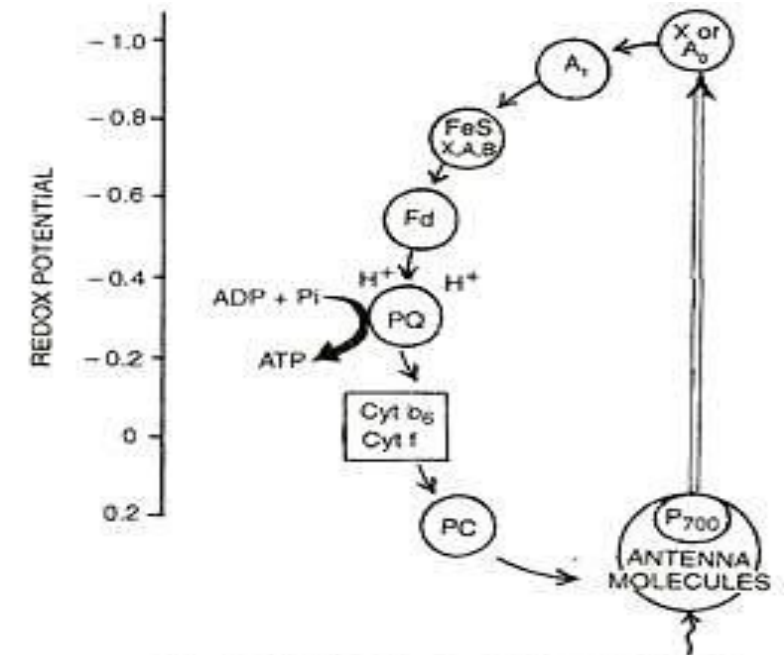 REDOX POTENTIAL
-1.0
-0.8
-0.6
-0.4
-0.2
0
0.2
X or
A₀
A₁
FeS
X,A,B
Fd
H⁺ H⁺
ADP + Pi
PQ
ATP
Cyt b₆
Cyt f
PC
P₇₀₀
ANTENNA
MOLECULES